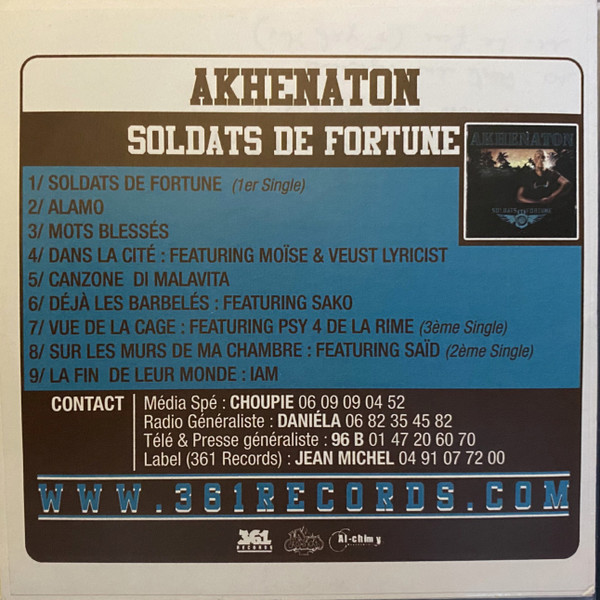 AKHENATON
SOLDATS DE FORTUNE
AKHENATON
SOLDATS DE FORTUNE
1/ SOLDATS DE FORTUNE (1er Single)
2/ ALAMO
3/ MOTS BLESSÉS
4/ DANS LA CITÉ : FEATURING MOÏSE & VEUST LYRICIST
5/ CANZONE DI MALAVITA
6/ DÉJÀ LES BARBELÉS : FEATURING SAKO
7/ VUE DE LA CAGE : FEATURING PSY 4 DE LA RIME (3ème Single)
8/ SUR LES MURS DE MA CHAMBRE : FEATURING SAÏD (2ème Single)
9/ LA FIN DE LEUR MONDE : IAM
CONTACT
Média Spé : CHOUPIE 06 09 09 04 52
Radio Généraliste : DANIÉLA 06 82 35 45 82
Télé & Presse généraliste : 96 B 01 47 20 60 70
Label (361 Records) : JEAN MICHEL 04 91 07 72 00
WWW.361RECORDS.COM
361 RECORDS
Al-chimy